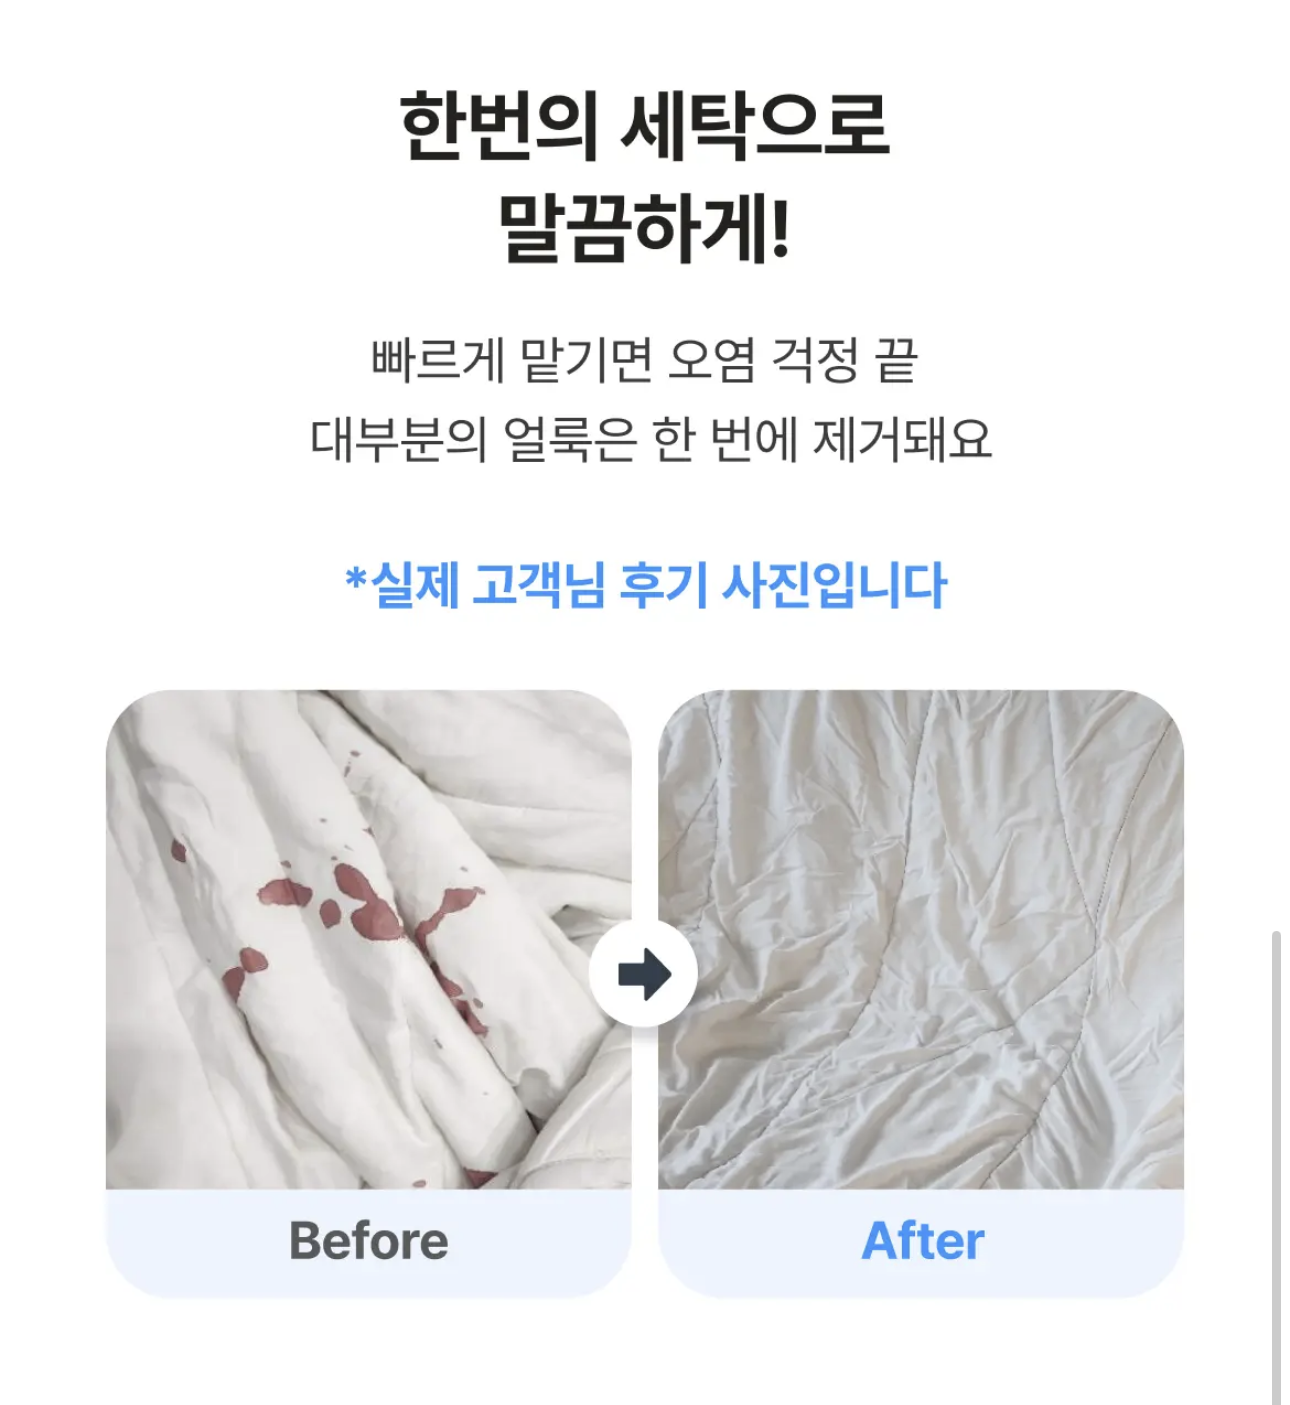 한번의 세탁으로
말끔하게!
빠르게 맡기면 오염 걱정 끝
대부분의 얼룩은 한 번에 제거돼요
*실제 고객님 후기 사진입니다
Before
After